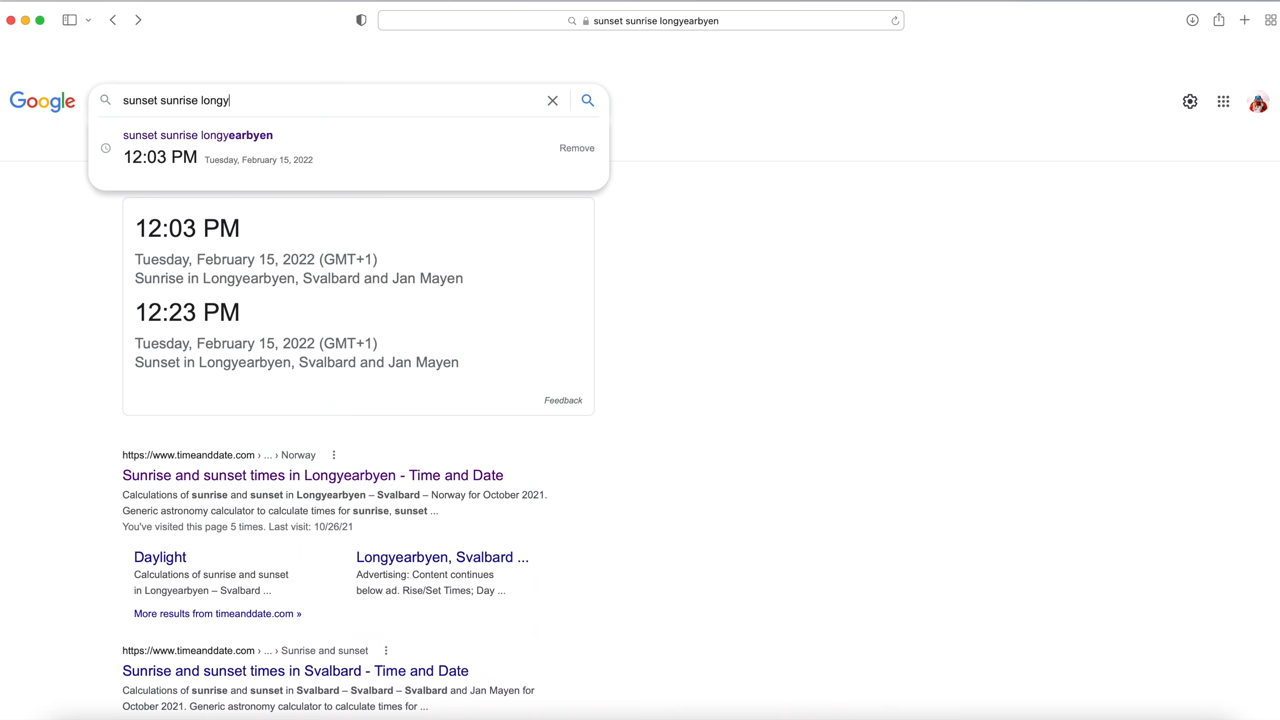 sunset sunrise longyearbyen
Google
sunset sunrise longy
sunset sunrise longyearbyen
12:03 PM Tuesday, February 15, 2022
Remove
12:03 PM
Tuesday, February 15, 2022 (GMT+1)
Sunrise in Longyearbyen, Svalbard and Jan Mayen
12:23 PM
Tuesday, February 15, 2022 (GMT+1)
Sunset in Longyearbyen, Svalbard and Jan Mayen
Feedback
https://www.timeanddate.com › ... › Norway
Sunrise and sunset times in Longyearbyen - Time and Date
Calculations of sunrise and sunset in Longyearbyen – Svalbard – Norway for October 2021.
Generic astronomy calculator to calculate times for sunrise, sunset ...
You've visited this page 5 times. Last visit: 10/26/21
Daylight
Calculations of sunrise and sunset
in Longyearbyen – Svalbard ...
Longyearbyen, Svalbard ...
Advertising: Content continues
below ad. Rise/Set Times; Day ...
More results from timeanddate.com »
https://www.timeanddate.com › ... › Sunrise and sunset
Sunrise and sunset times in Svalbard - Time and Date
Calculations of sunrise and sunset in Svalbard – Svalbard – Svalbard and Jan Mayen for
October 2021. Generic astronomy calculator to calculate times for ...